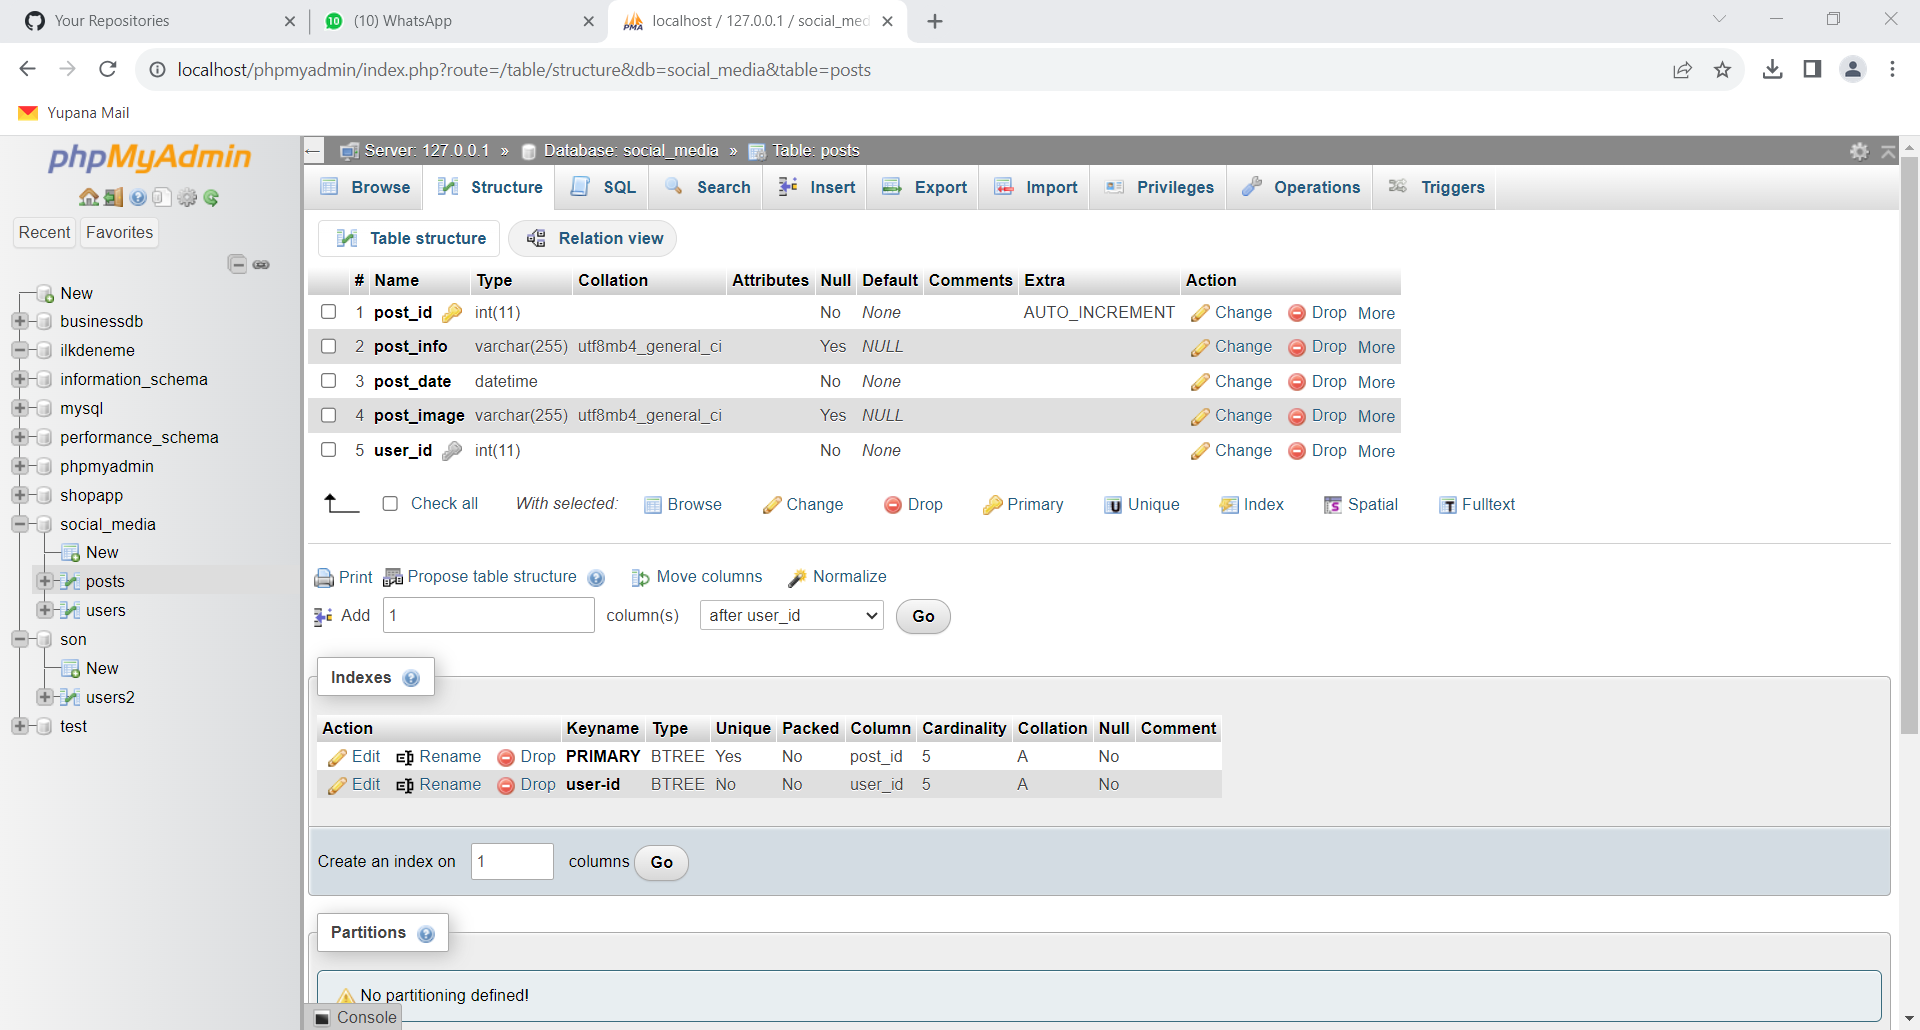 Your Repositories
(10) WhatsApp
localhost / 127.0.0.1 / social_med
localhost/phpmyadmin/index.php?route=/table/structure&db=social_media&table=posts
Yupana Mail
phpMyAdmin
Recent Favorites
New
businessdb
ilkdeneme
information_schema
mysql
performance_schema
phpmyadmin
shopapp
social_media
New
posts
users
son
New
users2
test
Server: 127.0.0.1 » Database: social_media » Table: posts
Browse Structure SQL Search Insert Export Import Privileges Operations Triggers
Table structure Relation view
# Name Type Collation Attributes Null Default Comments Extra Action
1 post_id int(11) No None AUTO_INCREMENT Change Drop More
2 post_info varchar(255) utf8mb4_general_ci Yes NULL Change Drop More
3 post_date datetime No None Change Drop More
4 post_image varchar(255) utf8mb4_general_ci Yes NULL Change Drop More
5 user_id int(11) No None Change Drop More
Check all With selected: Browse Change Drop Primary Unique Index Spatial Fulltext
Print Propose table structure Move columns Normalize
Add 1 column(s) after user_id Go
Indexes
Action Keyname Type Unique Packed Column Cardinality Collation Null Comment
Edit Rename Drop PRIMARY BTREE Yes No post_id 5 A No
Edit Rename Drop user-id BTREE No No user_id 5 A No
Create an index on 1 columns Go
Partitions
No partitioning defined!
Console